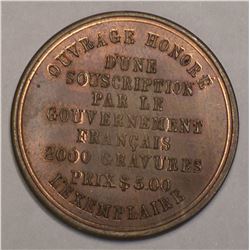 OUVRAGE HONORÉ
D'UNE
SOUSCRIPTION
PAR LE
GOUVERNEMENT
FRANÇAIS
2000 GRAVURES
PRIX $ 5.00
L'EXEMPLAIRE